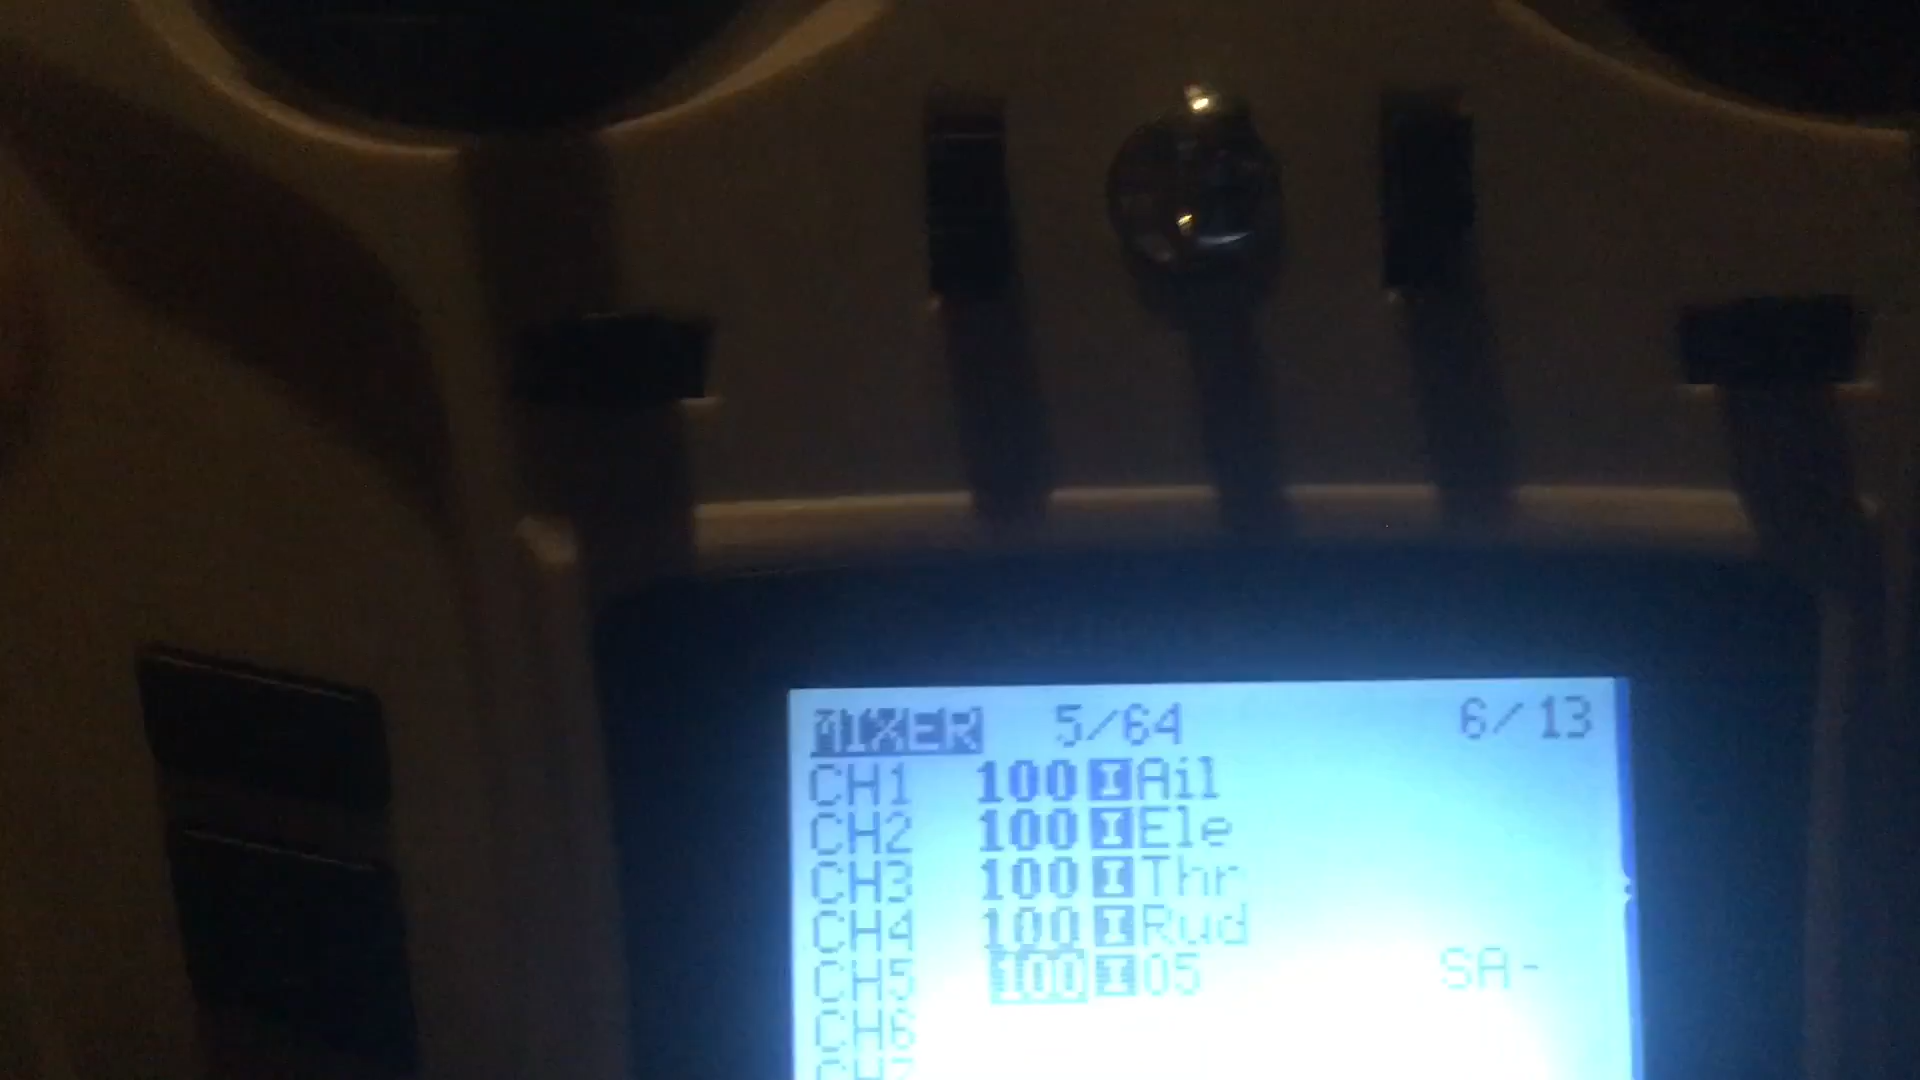 MIXER 5/64 6/13
CH1 100 I Ail
CH2 100 I Ele
CH3 100 I Thr
CH4 100 I Rud
CH5 100 I 05 SA-
CH6